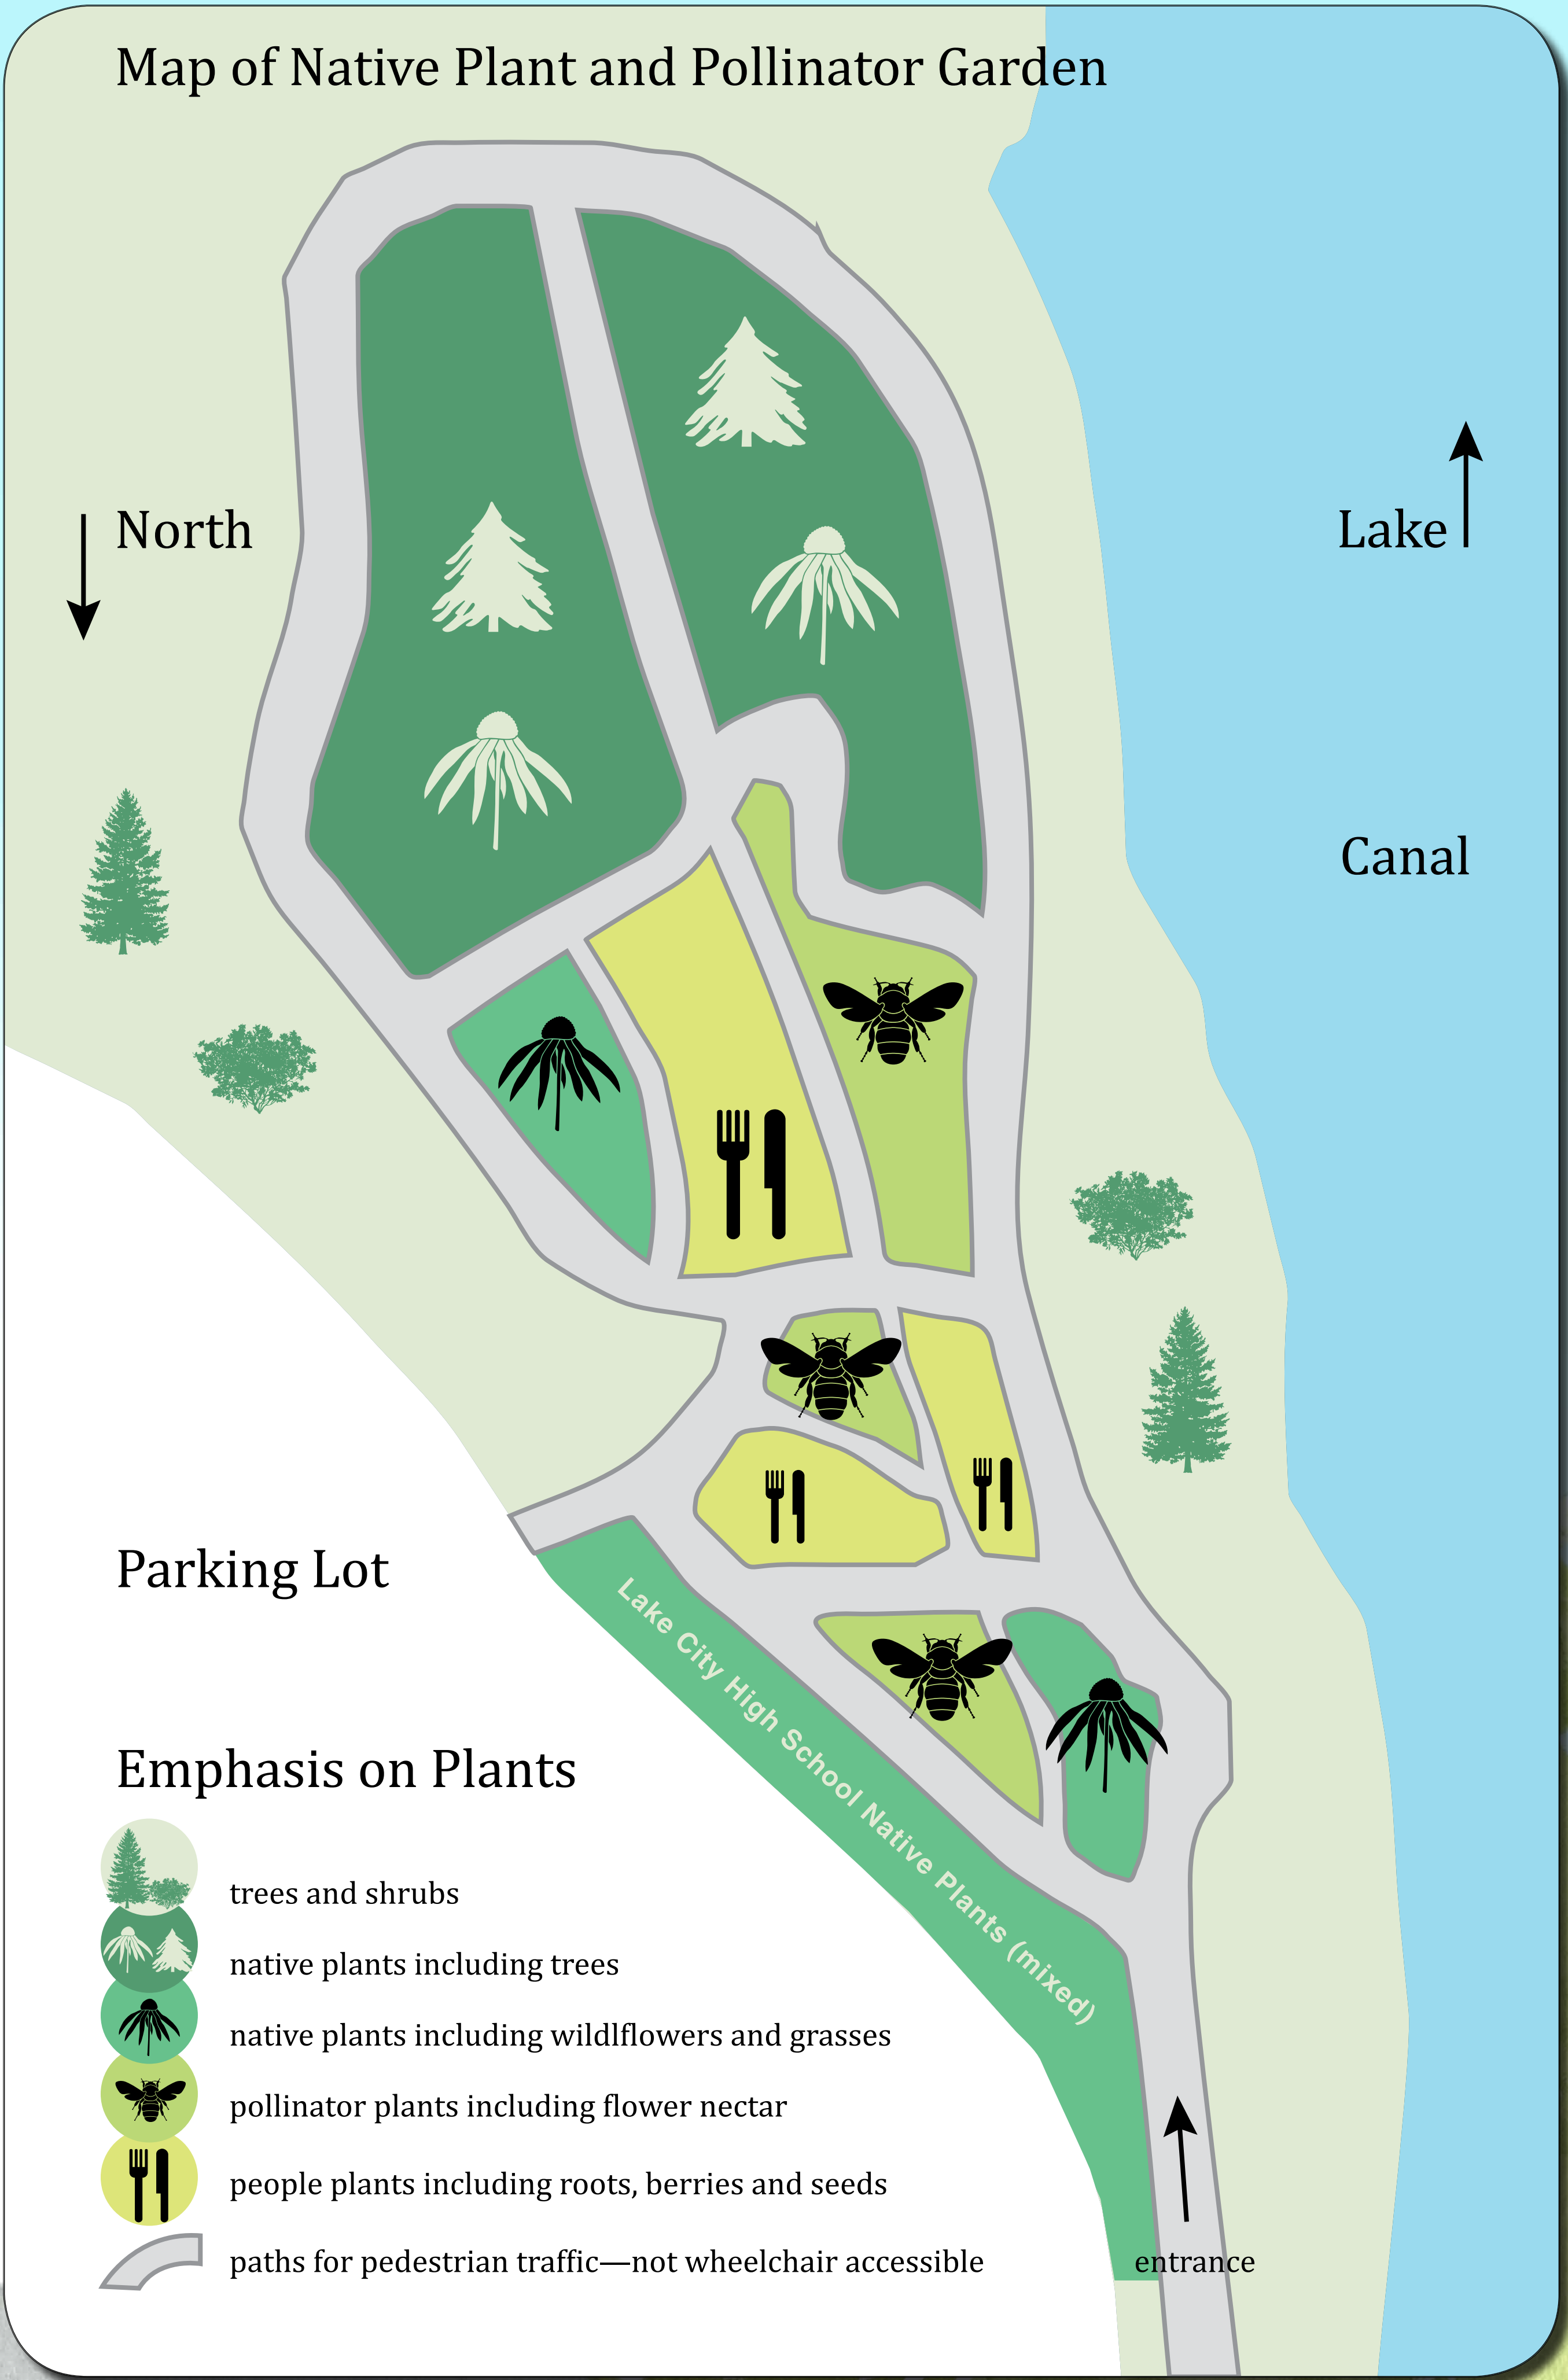 Map of Native Plant and Pollinator Garden
North
Lake
Canal
Parking Lot
Lake City High School Native Plants (mixed)
Emphasis on Plants
trees and shrubs
native plants including trees
native plants including wildlflowers and grasses
pollinator plants including flower nectar
people plants including roots, berries and seeds
paths for pedestrian traffic—not wheelchair accessible
entrance